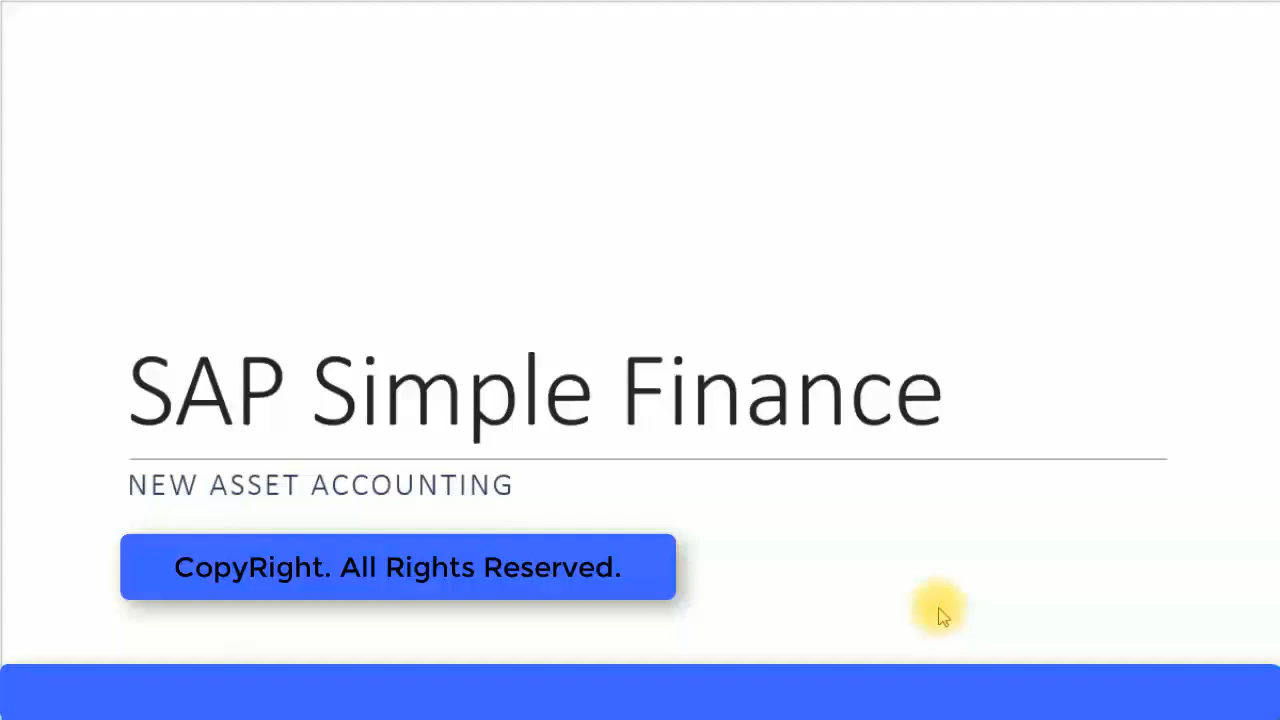 SAP Simple Finance
NEW ASSET ACCOUNTING
CopyRight. All Rights Reserved.